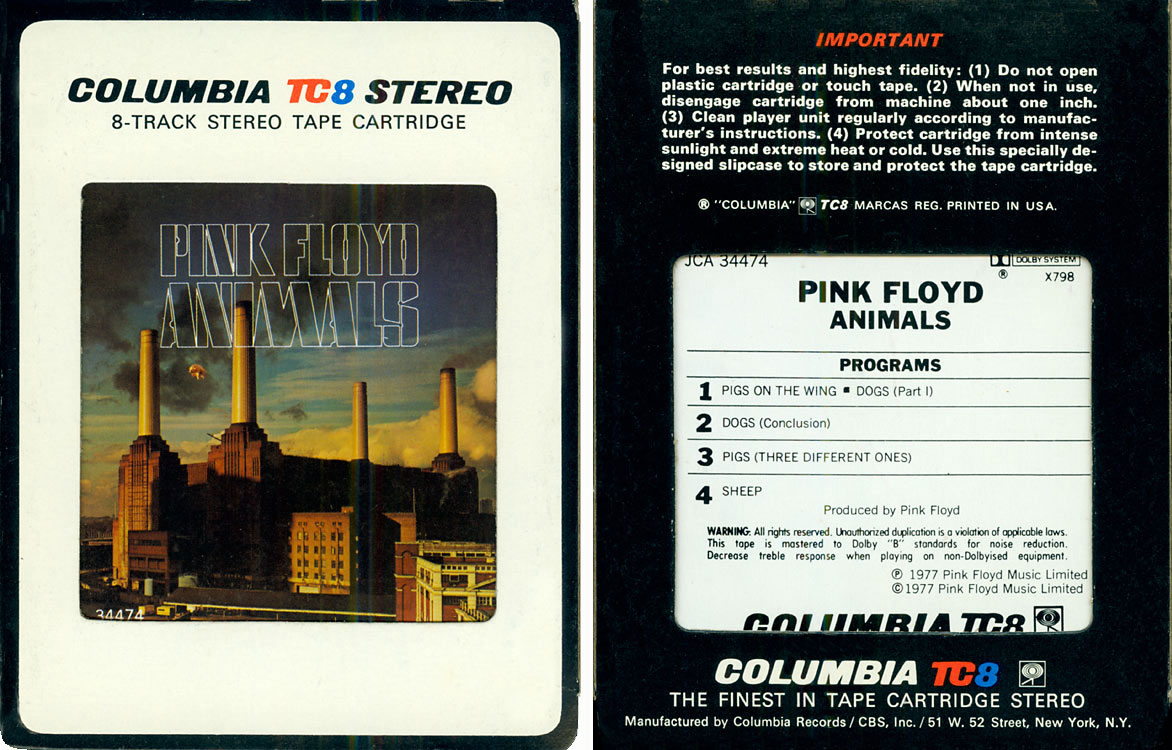 COLUMBIA TC8 STEREO
8-TRACK STEREO TAPE CARTRIDGE
PINK FLOYD
ANIMALS
34474
IMPORTANT
For best results and highest fidelity: (1) Do not open
plastic cartridge or touch tape. (2) When not in use,
disengage cartridge from machine about one inch.
(3) Clean player unit regularly according to manufac-
turer's instructions. (4) Protect cartridge from intense
sunlight and extreme heat or cold. Use this specially de-
signed slipcase to store and protect the tape cartridge.
® "COLUMBIA" TC8 MARCAS REG. PRINTED IN USA.
JCA 34474 DOLBY SYSTEM
® X798
PINK FLOYD
ANIMALS
PROGRAMS
1 PIGS ON THE WING ▪ DOGS (Part I)
2 DOGS (Conclusion)
3 PIGS (THREE DIFFERENT ONES)
4 SHEEP
Produced by Pink Floyd
WARNING: All rights reserved. Unauthorized duplication is a violation of applicable laws.
This tape is mastered to Dolby "B" standards for noise reduction.
Decrease treble response when playing on non-Dolbyised equipment.
℗ 1977 Pink Floyd Music Limited
© 1977 Pink Floyd Music Limited
COLUMBIA TC8
COLUMBIA TC8
THE FINEST IN TAPE CARTRIDGE STEREO
Manufactured by Columbia Records / CBS, Inc. / 51 W. 52 Street, New York, N.Y.